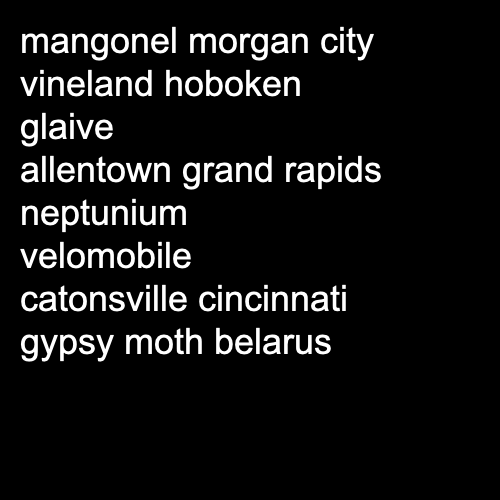 mangonel morgan city
vineland hoboken
glaive
allentown grand rapids
neptunium
velomobile
catonsville cincinnati
gypsy moth belarus